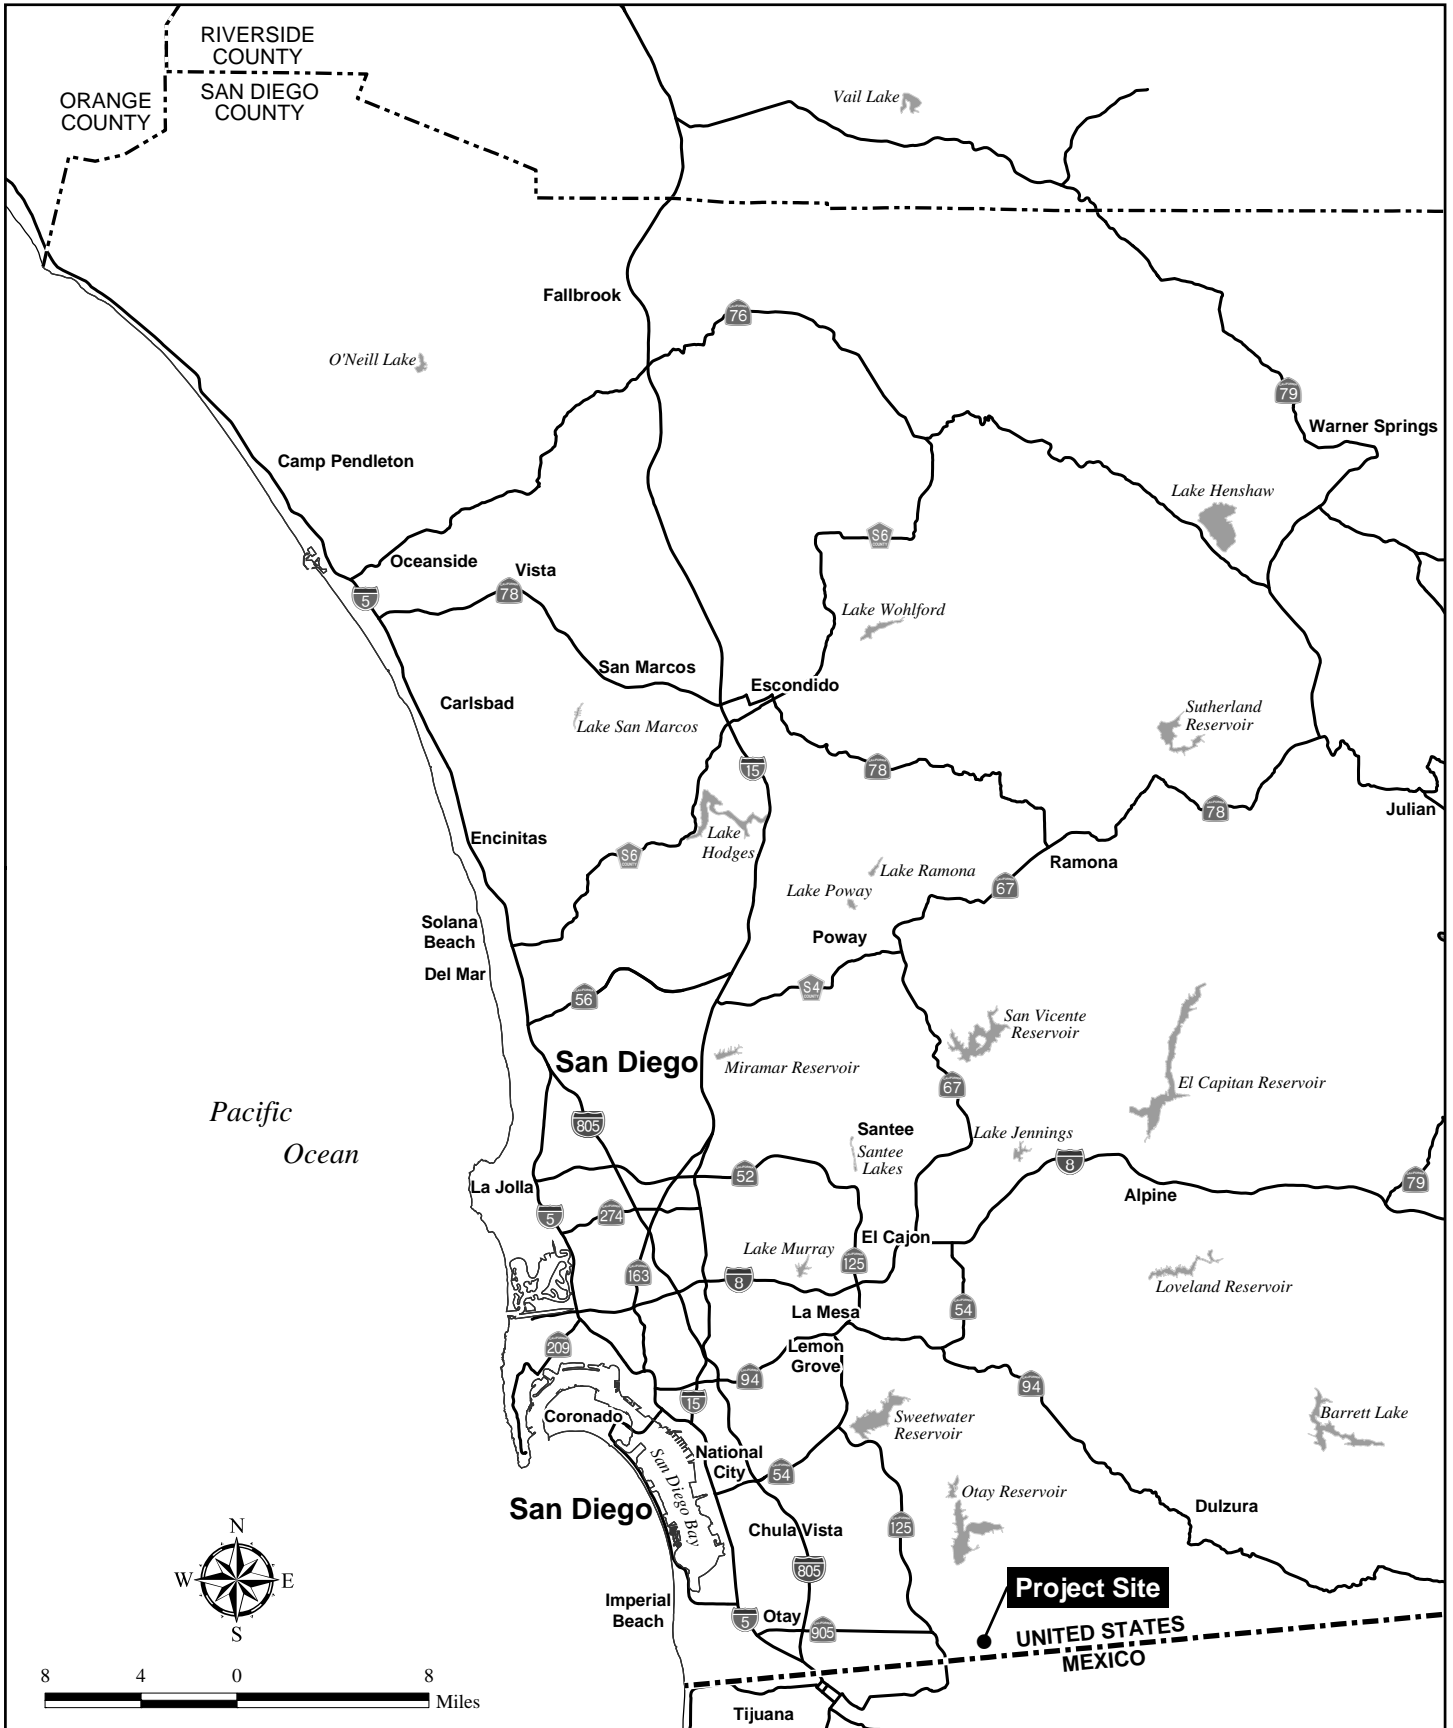 RIVERSIDE
COUNTY
ORANGE
COUNTY
SAN DIEGO
COUNTY
Vail Lake
Fallbrook
76
O'Neill Lake
79
Warner Springs
Camp Pendleton
Lake Henshaw
S6
COUNTY
Oceanside
Vista
5
78
Lake Wohlford
San Marcos
Escondido
Carlsbad
Lake San Marcos
Sutherland
Reservoir
15
78
78
Julian
Encinitas
Lake
Hodges
S6
COUNTY
Ramona
Lake Ramona
67
Lake Poway
Solana
Beach
Poway
Del Mar
56
S4
COUNTY
San Vicente
Reservoir
San Diego
Miramar Reservoir
67
El Capitan Reservoir
Pacific
Ocean
805
Santee
Santee
Lakes
Lake Jennings
8
52
La Jolla
Alpine
79
5
274
El Cajon
Lake Murray
125
163
8
Loveland Reservoir
La Mesa
54
209
Lemon
Grove
94
94
15
Coronado
Sweetwater
Reservoir
Barrett Lake
National
City
54
San Diego Bay
Otay Reservoir
San Diego
Dulzura
Chula Vista
125
N
W
E
S
805
Project Site
Imperial
Beach
5
Otay
905
UNITED STATES
MEXICO
8
4
0
8
Miles
Tijuana